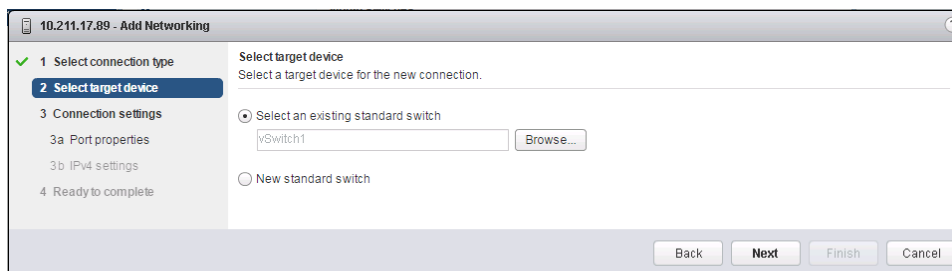 10.211.17.89 - Add Networking
1 Select connection type
2 Select target device
3 Connection settings
3a Port properties
3b IPv4 settings
4 Ready to complete
Select target device
Select a target device for the new connection.
Select an existing standard switch
vSwitch1
Browse...
New standard switch
Back
Next
Finish
Cancel